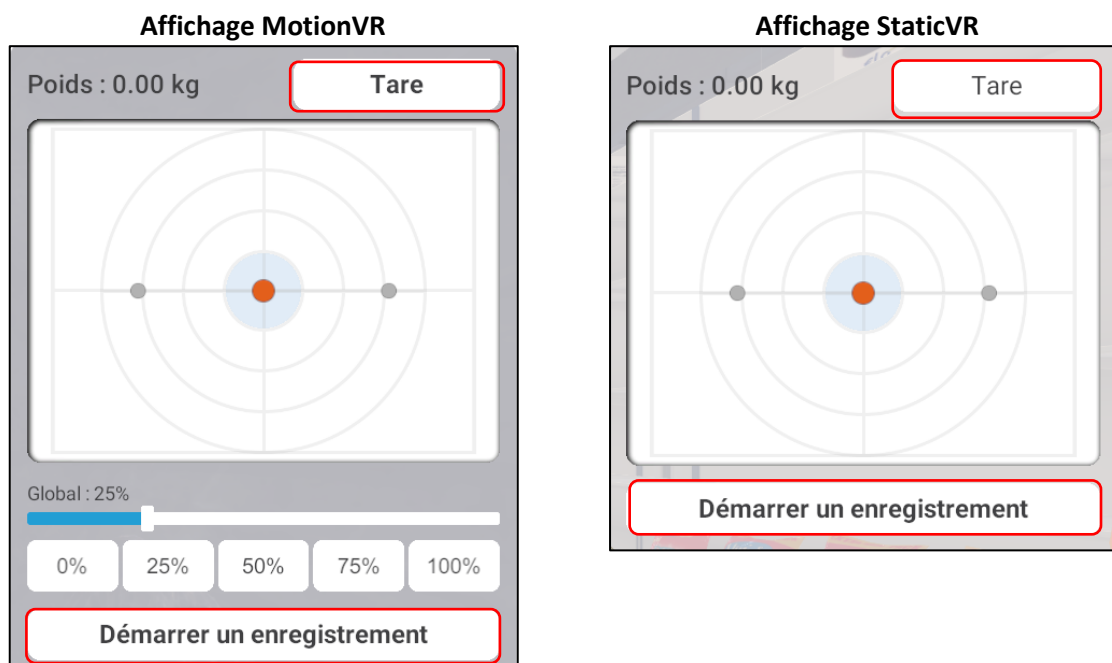 Affichage MotionVR
Poids : 0.00 kg
Tare
Global : 25%
0% 25% 50% 75% 100%
Démarrer un enregistrement
Affichage StaticVR
Poids : 0.00 kg
Tare
Démarrer un enregistrement